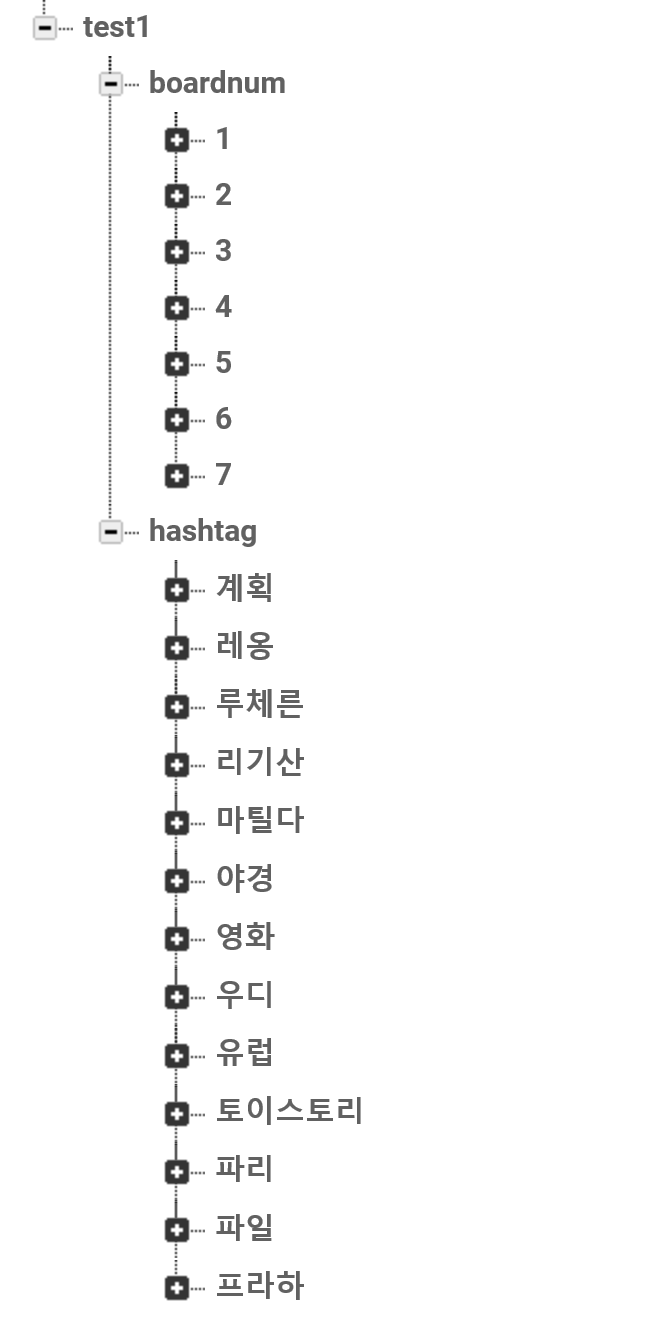 test1
boardnum
1
2
3
4
5
6
7
hashtag
계획
레옹
루체른
리기산
마틸다
야경
영화
우디
유럽
토이스토리
파리
파일
프라하